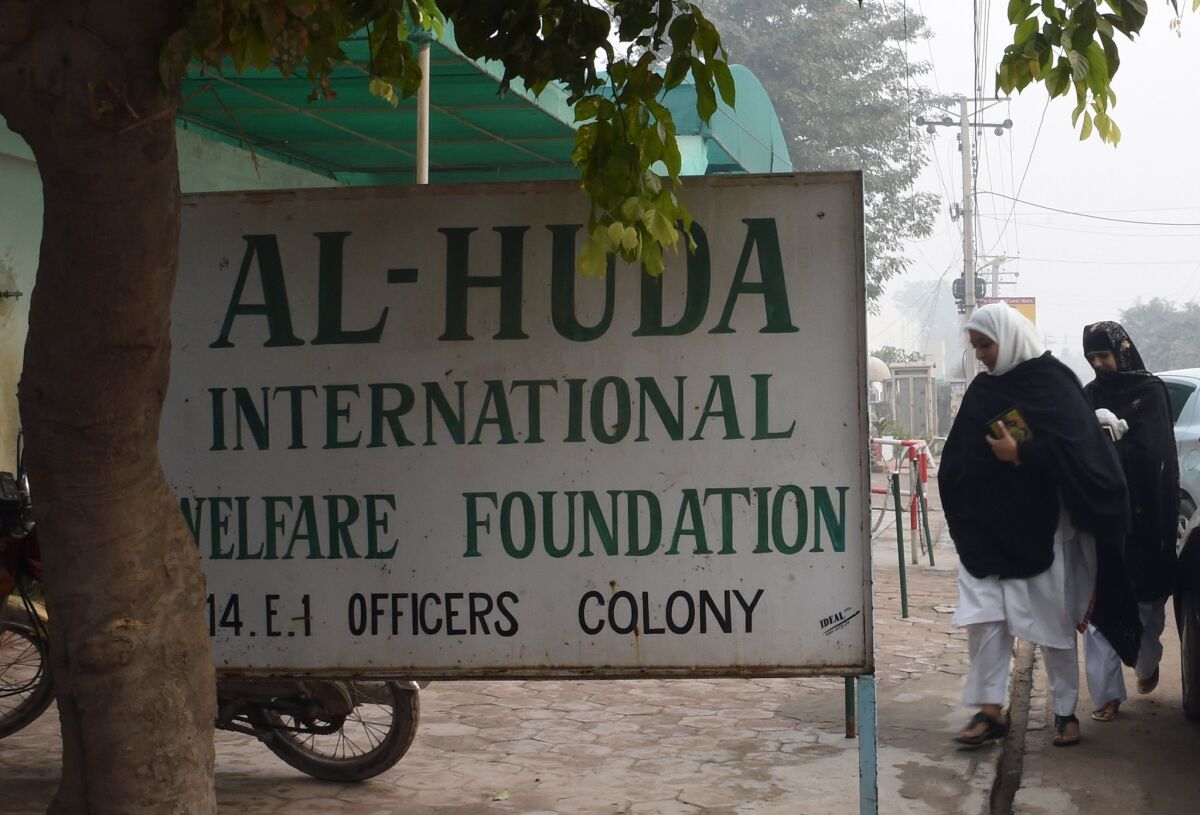 AL-HUDA
INTERNATIONAL
WELFARE FOUNDATION
14.E.1 OFFICERS COLONY
IDEAL